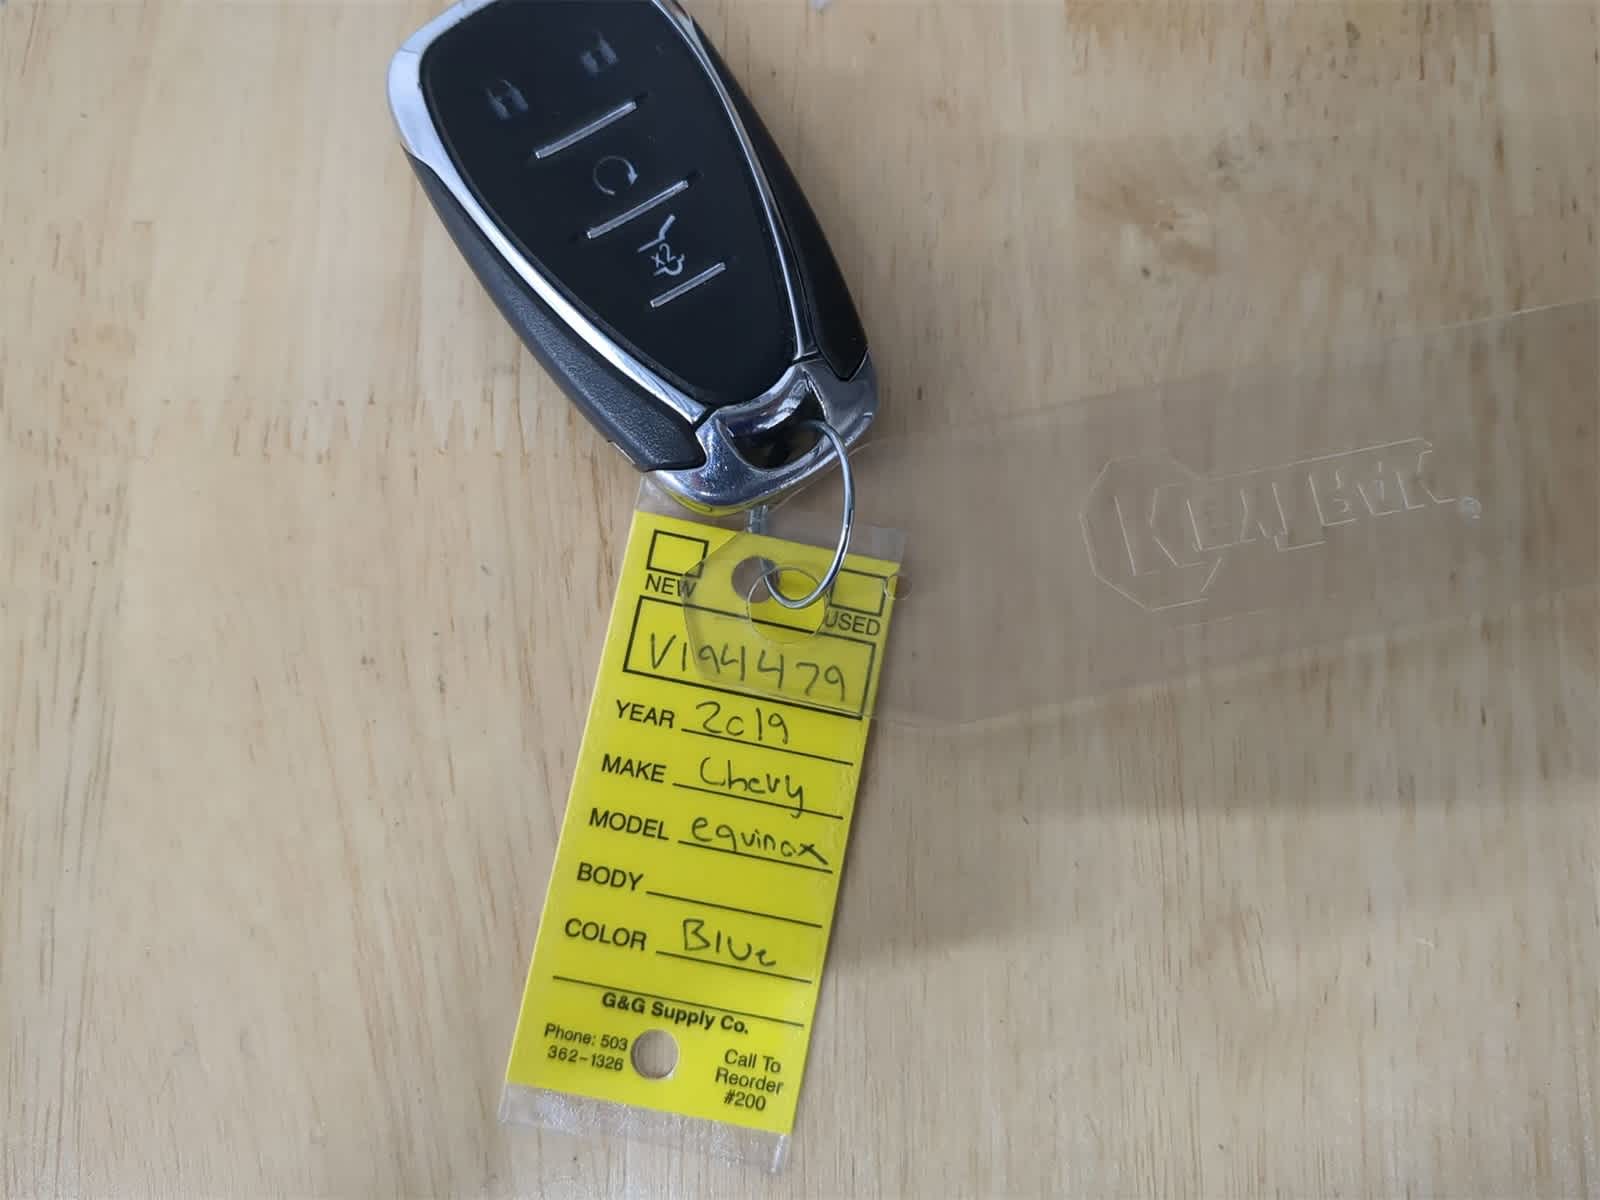 x2
NEW
USED
V194479
YEAR 2019
MAKE Chevy
MODEL equinox
BODY
COLOR Blue
G&G Supply Co.
Phone: 503
362-1326
Call To
Reorder
#200